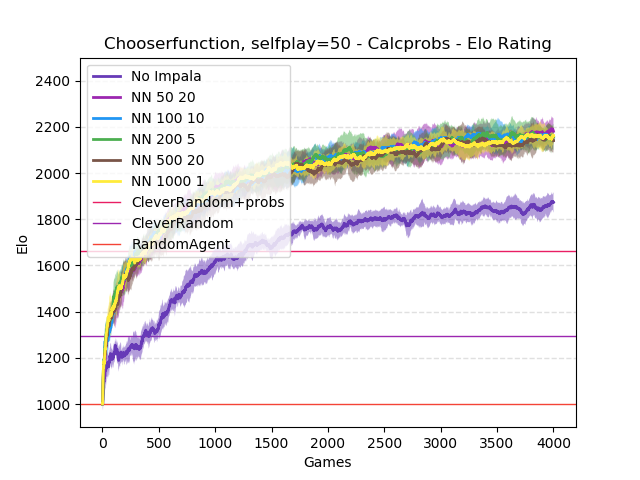 Chooserfunction, selfplay=50 - Calcprobs - Elo Rating
Elo
2400
2200
2000
1800
1600
1400
1200
1000
No Impala
NN 50 20
NN 100 10
NN 200 5
NN 500 20
NN 1000 1
CleverRandom+probs
CleverRandom
RandomAgent
0 500 1000 1500 2000 2500 3000 3500 4000
Games